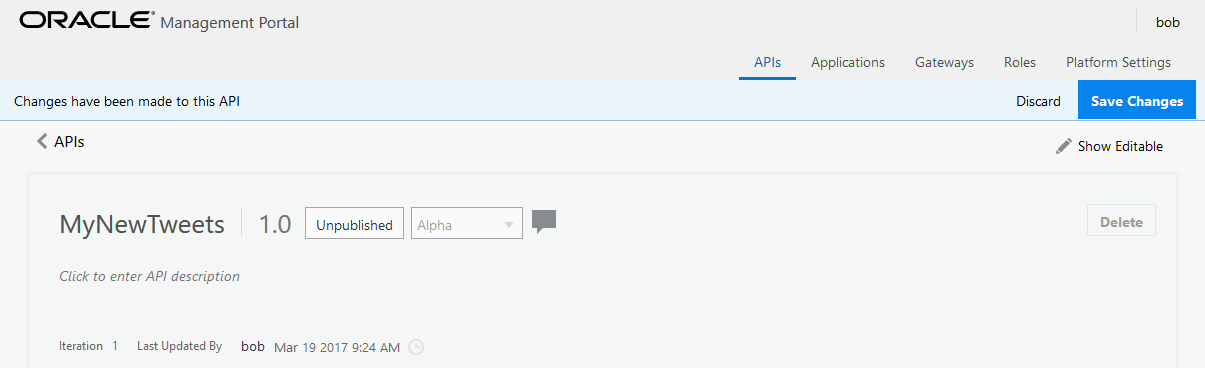 ORACLE Management Portal
bob
APIs Applications Gateways Roles Platform Settings
Changes have been made to this API
Discard Save Changes
APIs
Show Editable
MyNewTweets 1.0 Unpublished Alpha
Delete
Click to enter API description
Iteration 1 Last Updated By bob Mar 19 2017 9:24 AM